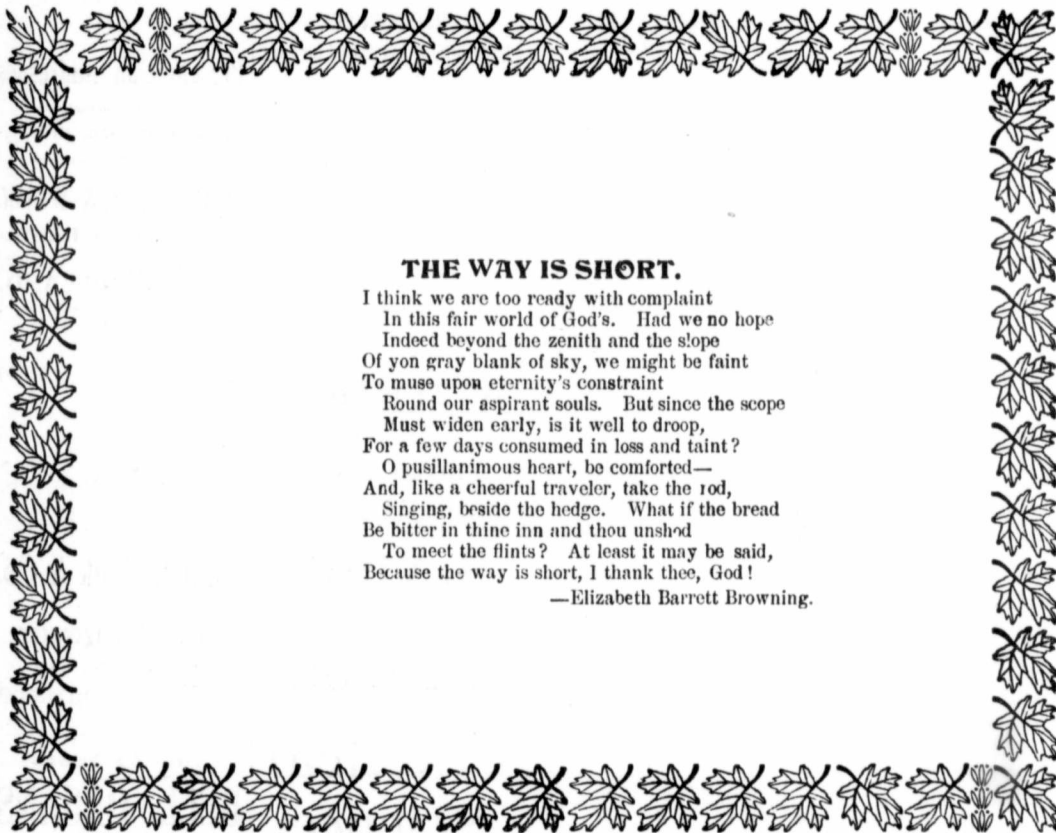 THE WAY IS SHORT.
I think we are too ready with complaint
In this fair world of God's. Had we no hope
Indeed beyond the zenith and the slope
Of yon gray blank of sky, we might be faint
To muse upon eternity's constraint
Round our aspirant souls. But since the scope
Must widen early, is it well to droop,
For a few days consumed in loss and taint?
O pusillanimous heart, be comforted—
And, like a cheerful traveler, take the rod,
Singing, beside the hedge. What if the bread
Be bitter in thine inn and thou unshod
To meet the flints? At least it may be said,
Because the way is short, I thank thee, God!
—Elizabeth Barrett Browning.